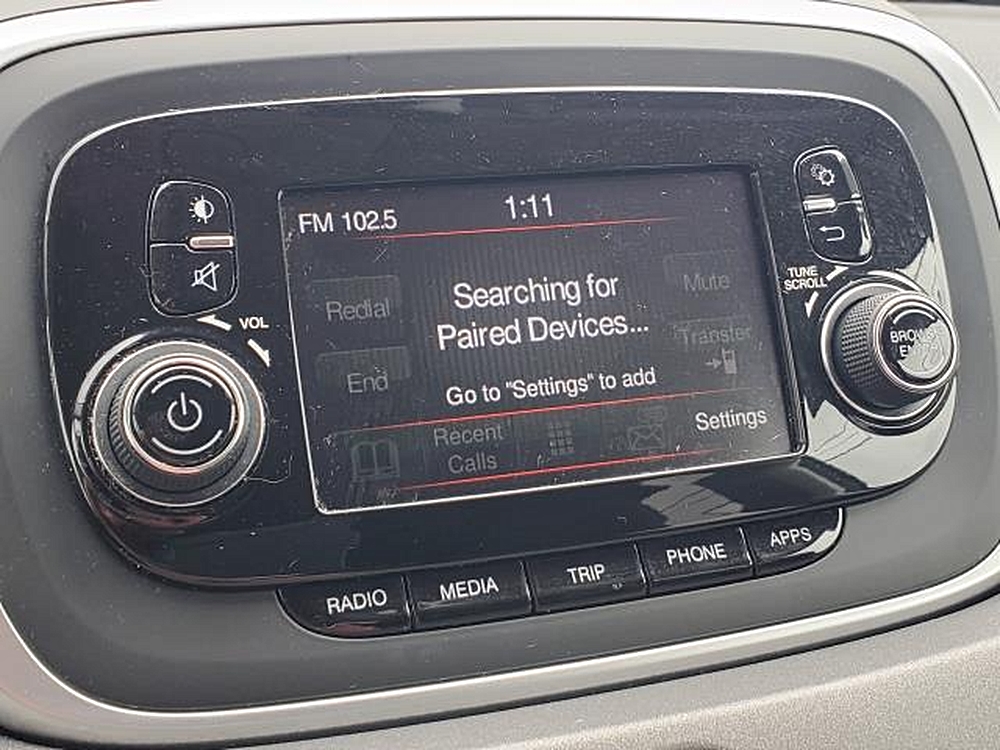 FM 102.5
1:11
VOL
TUNE
SCROLL
Redial
Searching for
Paired Devices...
Mute
Transfer
End
Go to "Settings" to add
Recent
Calls
Settings
BROWSE
RADIO
MEDIA
TRIP
PHONE
APPS